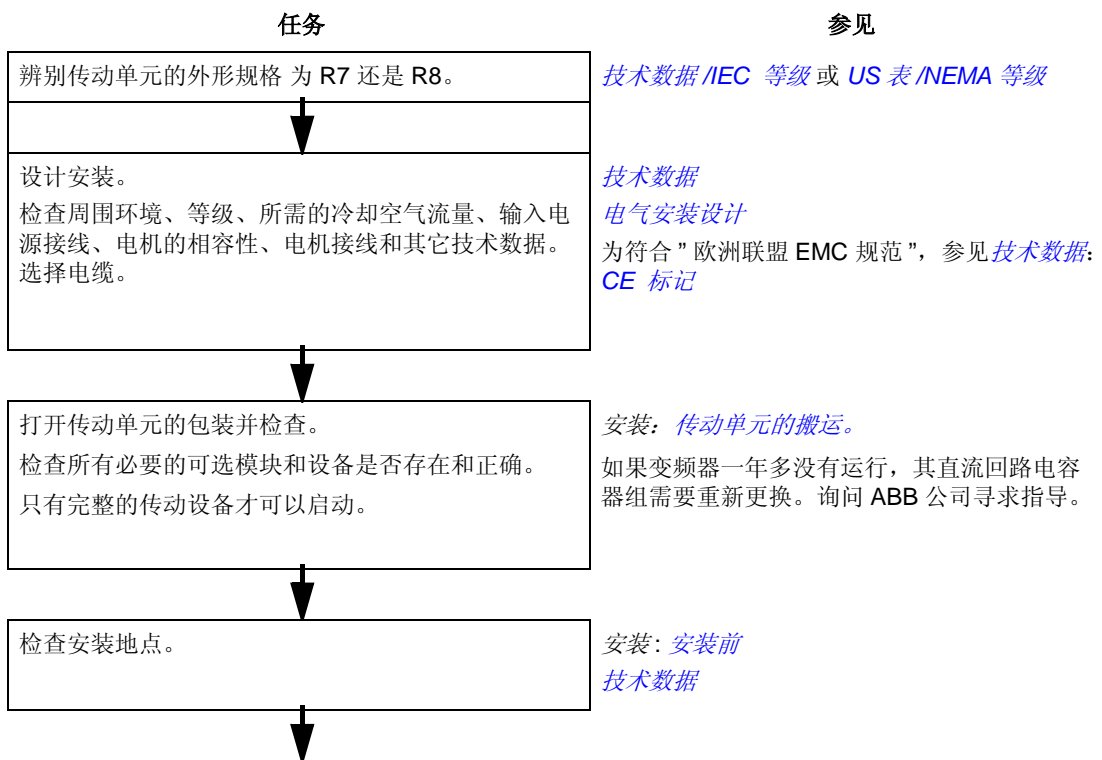 任务
参见
辨别传动单元的外形规格 为 R7 还是 R8。
技术数据 /IEC 等级 或 US 表 /NEMA 等级
设计安装。
检查周围环境、等级、所需的冷却空气流量、输入电
源接线、电机的相容性、电机接线和其它技术数据。
选择电缆。
技术数据
电气安装设计
为符合 " 欧洲联盟 EMC 规范 "，参见技术数据：
CE 标记
打开传动单元的包装并检查。
检查所有必要的可选模块和设备是否存在和正确。
只有完整的传动设备才可以启动。
安装：传动单元的搬运。
如果变频器一年多没有运行，其直流回路电容
器组需要重新更换。询问 ABB 公司寻求指导。
检查安装地点。
安装 : 安装前
技术数据